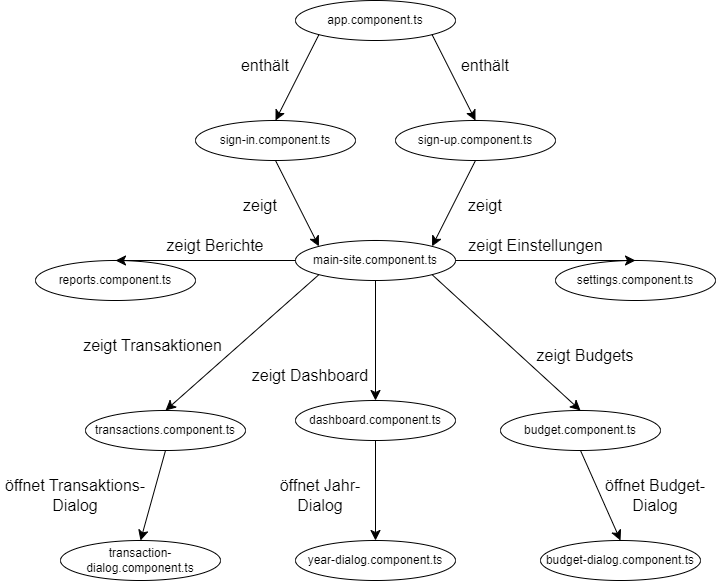 app.component.ts
enthält
enthält
sign-in.component.ts
sign-up.component.ts
zeigt
zeigt
zeigt Berichte
main-site.component.ts
zeigt Einstellungen
reports.component.ts
settings.component.ts
zeigt Transaktionen
zeigt Dashboard
zeigt Budgets
transactions.component.ts
dashboard.component.ts
budget.component.ts
öffnet Transaktions-
Dialog
öffnet Jahr-
Dialog
öffnet Budget-
Dialog
transaction-
dialog.component.ts
year-dialog.component.ts
budget-dialog.component.ts